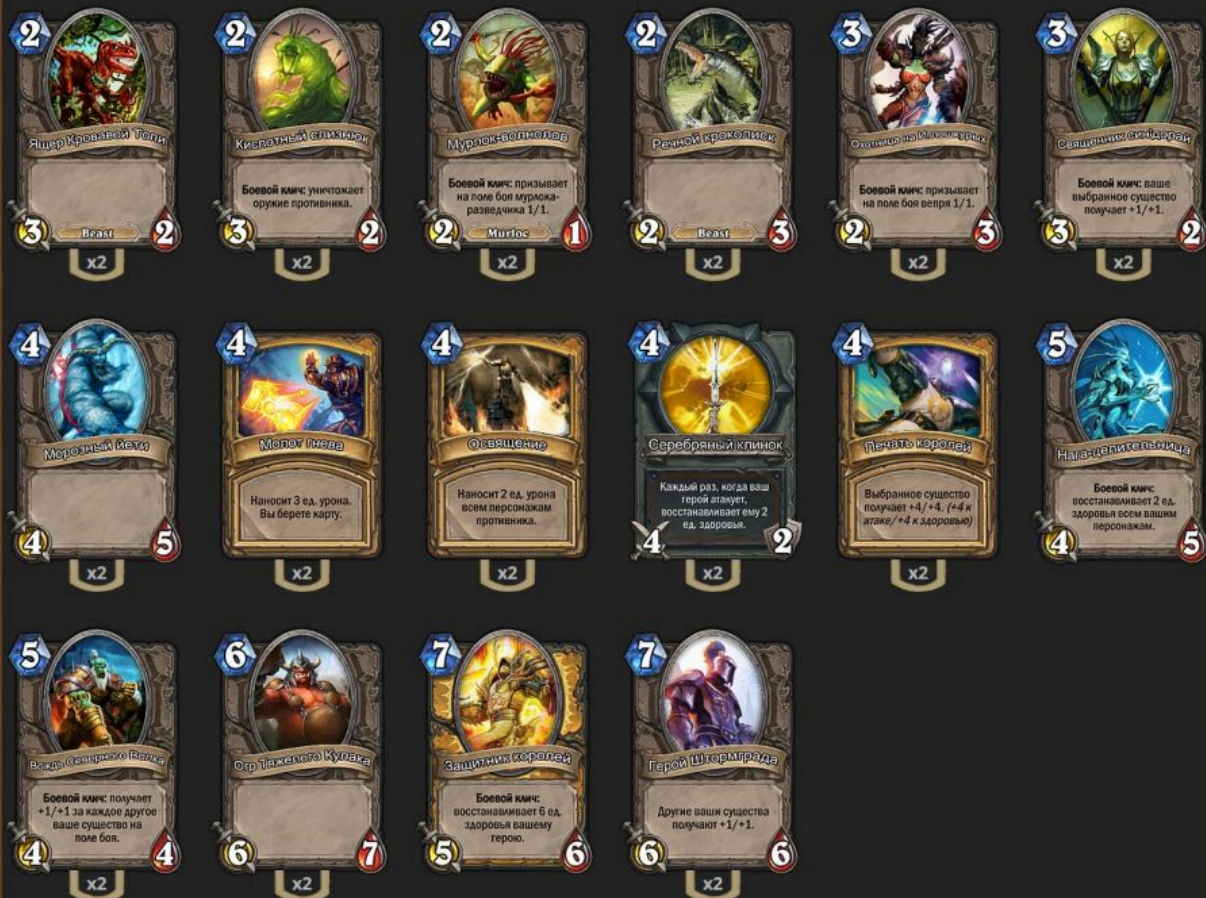 2
Ящер Кровавой Топи
3
Beast
2
x2
2
Кислотный слизнюк
Боевой клич: уничтожает
оружие противника.
3
2
x2
2
Мурлок-волнолов
Боевой клич: призывает
на поле боя мурлока-
разведчика 1/1.
2
Murloc
1
x2
2
Речной кроколиск
2
Beast
3
x2
3
Охотница на Иглошкурых
Боевой клич: призывает
на поле боя вепря 1/1.
2
3
x2
3
Священник син'дорай
Боевой клич: ваше
выбранное существо
получает +1/+1.
3
2
x2
4
Морозный йети
4
5
x2
4
Молот гнева
Наносит 3 ед. урона.
Вы берете карту.
x2
4
Освящение
Наносит 2 ед. урона
всем персонажам
противника.
x2
4
Серебряный клинок
Каждый раз, когда ваш
герой атакует,
восстанавливает ему 2
ед. здоровья.
4
2
x2
4
Печать королей
Выбранное существо
получает +4/+4. (+4 к
атаке/+4 к здоровью)
x2
5
Нага-целительница
Боевой клич:
восстанавливает 2 ед.
здоровья всем вашим
персонажам.
4
5
5
Вождь Северного Волка
Боевой клич: получает
+1/+1 за каждое другое
ваше существо на
поле боя.
4
4
x2
6
Огр Тяжелого Кулака
6
7
x2
7
Защитник королей
Боевой клич:
восстанавливает 6 ед.
здоровья вашему
герою.
5
6
7
Герой Штормграда
Другие ваши существа
получают +1/+1.
6
6
x2